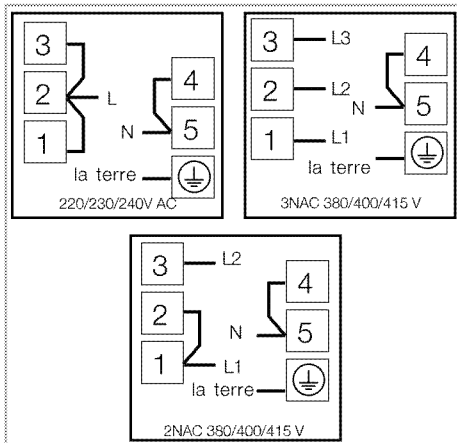 3
2
L
1
4
N
5
la terre
220/230/240V AC
3
L3
2
L2
1
L1
4
N
5
la terre
3NAC 380/400/415 V
3
L2
2
1
L1
4
N
5
la terre
2NAC 380/400/415 V